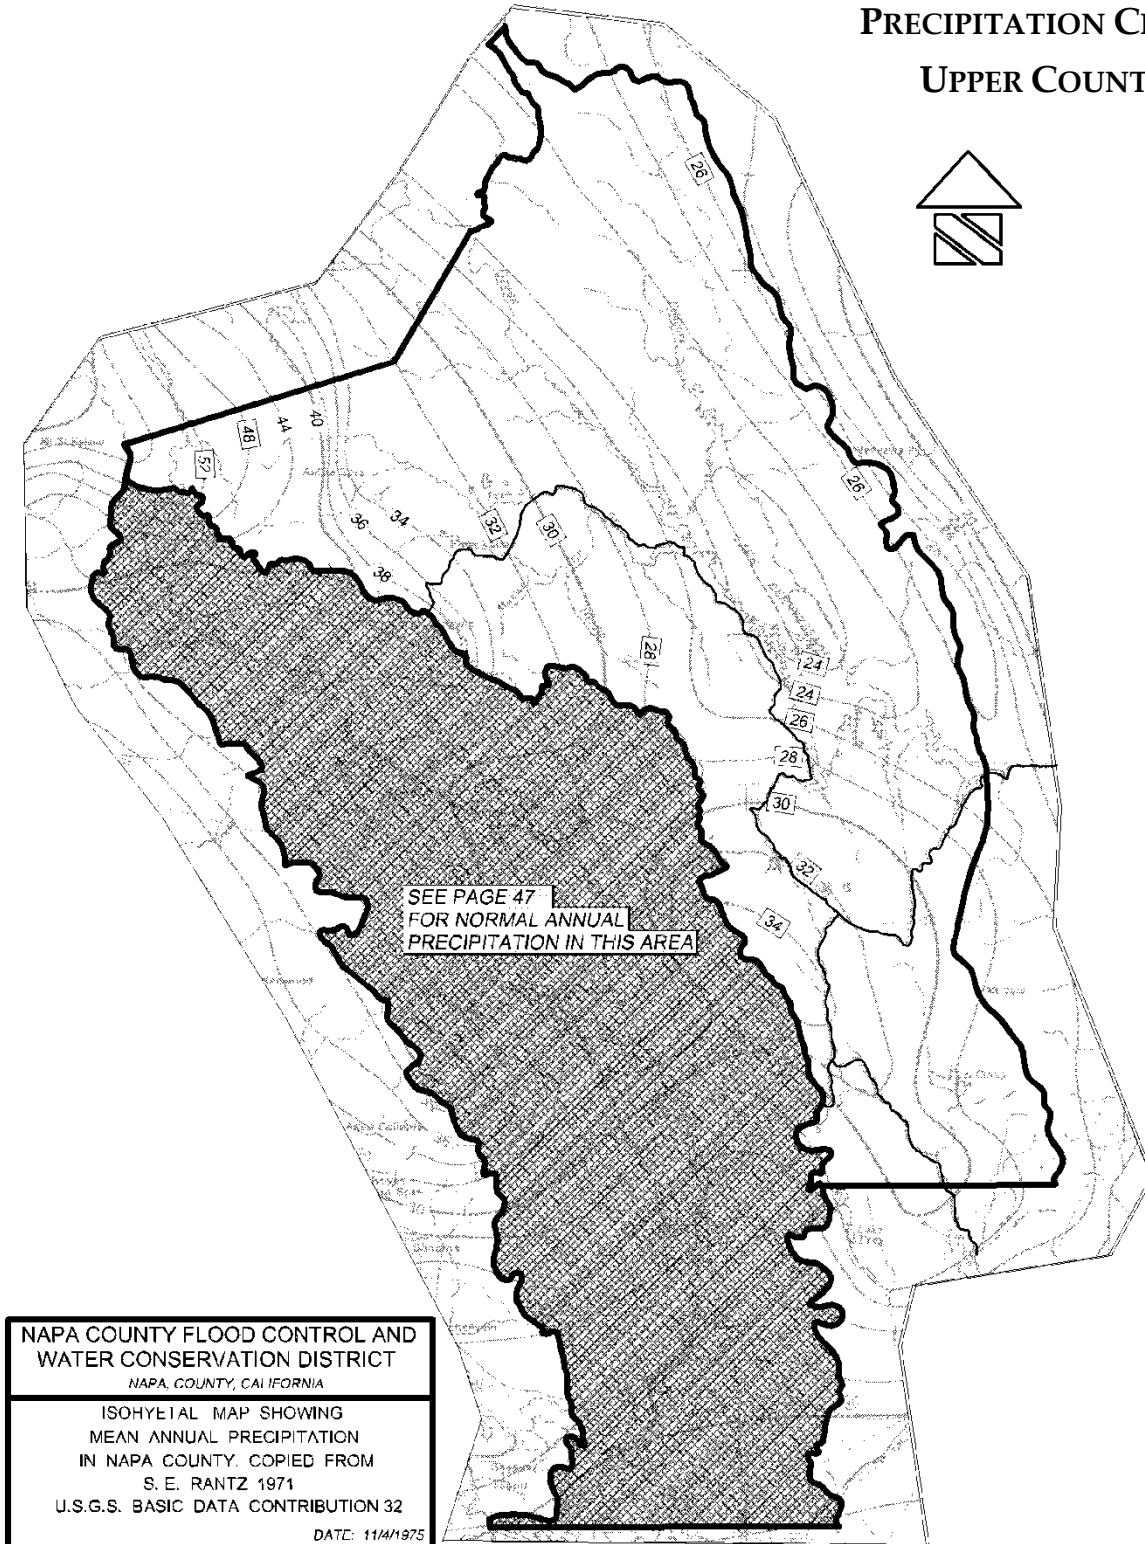 PRECIPITATION
UPPER COUNT
26
40
44
48
52
26
34
36
32
30
38
28
24
24
26
28
30
32
34
SEE PAGE 47
FOR NORMAL ANNUAL
PRECIPITATION IN THIS AREA
NAPA COUNTY FLOOD CONTROL AND
WATER CONSERVATION DISTRICT
NAPA, COUNTY, CALIFORNIA
ISOHYETAL MAP SHOWING
MEAN ANNUAL PRECIPITATION
IN NAPA COUNTY. COPIED FROM
S. E. RANTZ 1971
U.S.G.S. BASIC DATA CONTRIBUTION 32
DATE: 11/4/1975